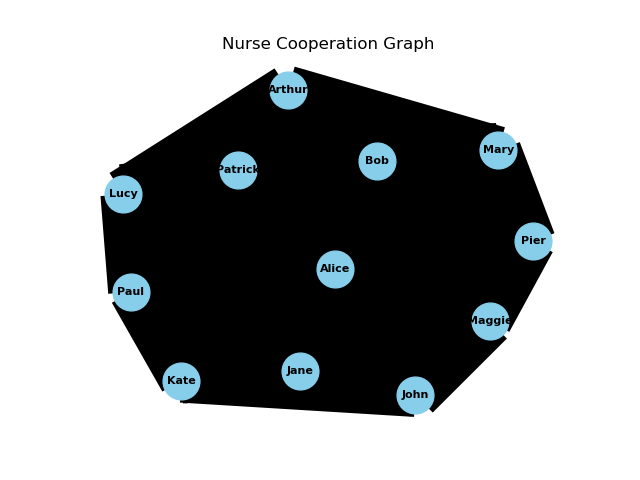 Nurse Cooperation Graph
Arthur
Mary
Bob
Patrick
Lucy
Pier
Alice
Paul
Maggie
Jane
Kate
John